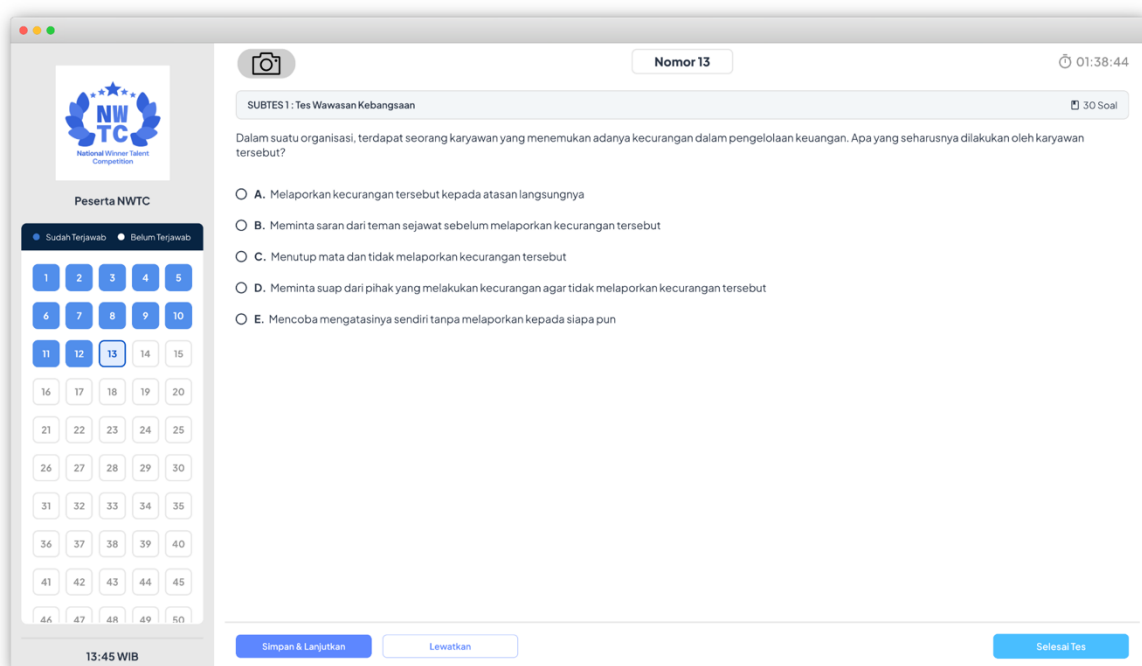 NW
TC
National Winner Talent
Competition
Peserta NWTC
Sudah Terjawab Belum Terjawab
1 2 3 4 5
6 7 8 9 10
11 12 13 14 15
16 17 18 19 20
21 22 23 24 25
26 27 28 29 30
31 32 33 34 35
36 37 38 39 40
41 42 43 44 45
46 47 48 49 50
13:45 WIB
Nomor 13
01:38:44
SUBTES 1 : Tes Wawasan Kebangsaan
30 Soal
Dalam suatu organisasi, terdapat seorang karyawan yang menemukan adanya kecurangan dalam pengelolaan keuangan. Apa yang seharusnya dilakukan oleh karyawan
tersebut?
A. Melaporkan kecurangan tersebut kepada atasan langsungnya
B. Meminta saran dari teman sejawat sebelum melaporkan kecurangan tersebut
C. Menutup mata dan tidak melaporkan kecurangan tersebut
D. Meminta suap dari pihak yang melakukan kecurangan agar tidak melaporkan kecurangan tersebut
E. Mencoba mengatasinya sendiri tanpa melaporkan kepada siapa pun
Simpan & Lanjutkan
Lewatkan
Selesai Tes